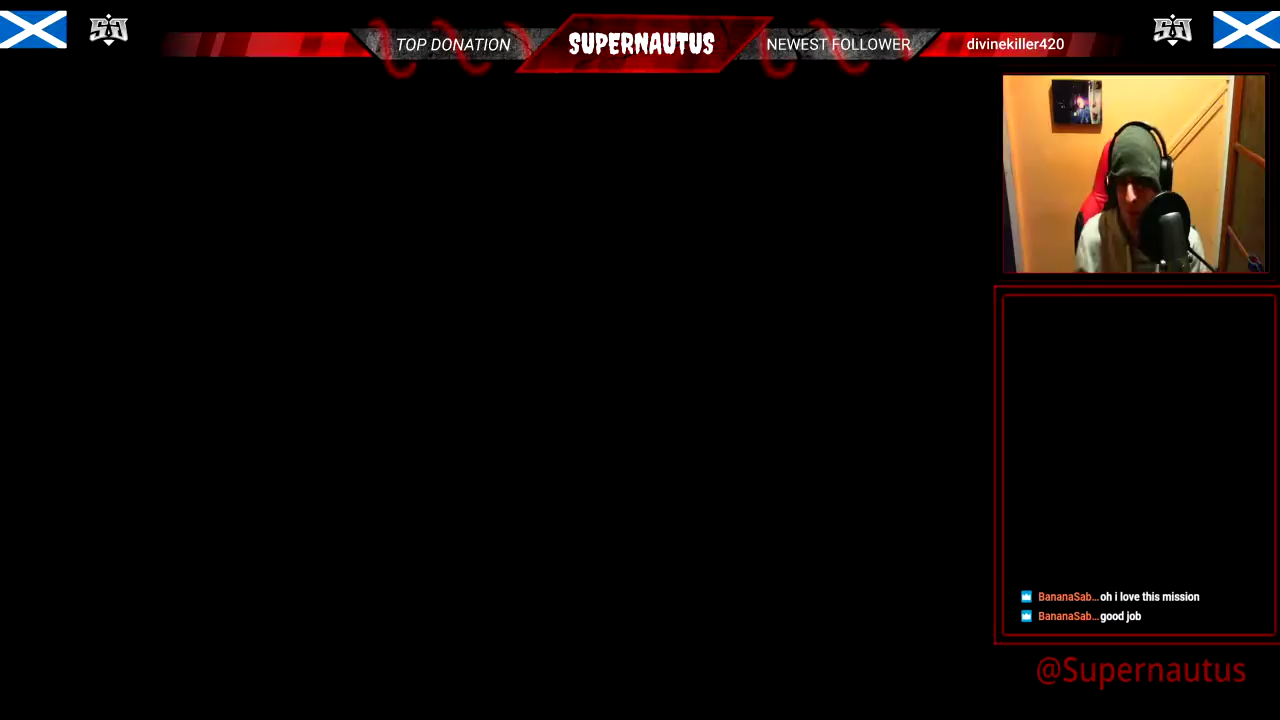 TOP DONATION
SUPERNAUTUS
NEWEST FOLLOWER
divinekiller420
BananaSab... oh i love this mission
BananaSab... good job
@Supernautus